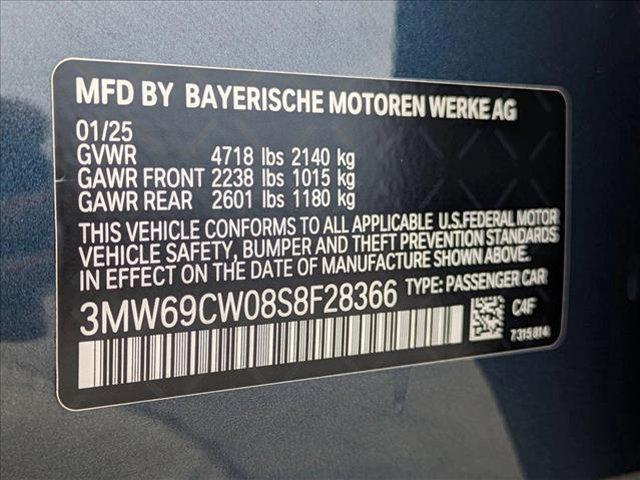 MFD BY BAYERISCHE MOTOREN WERKE AG
01/25
GVWR 4718 lbs 2140 kg
GAWR FRONT 2238 lbs 1015 kg
GAWR REAR 2601 lbs 1180 kg
THIS VEHICLE CONFORMS TO ALL APPLICABLE U.S.FEDERAL MOTOR
VEHICLE SAFETY, BUMPER AND THEFT PREVENTION STANDARDS
IN EFFECT ON THE DATE OF MANUFACTURE SHOWN ABOVE.
3MW69CW08S8F28366 TYPE: PASSENGER CAR
C4F
7315814